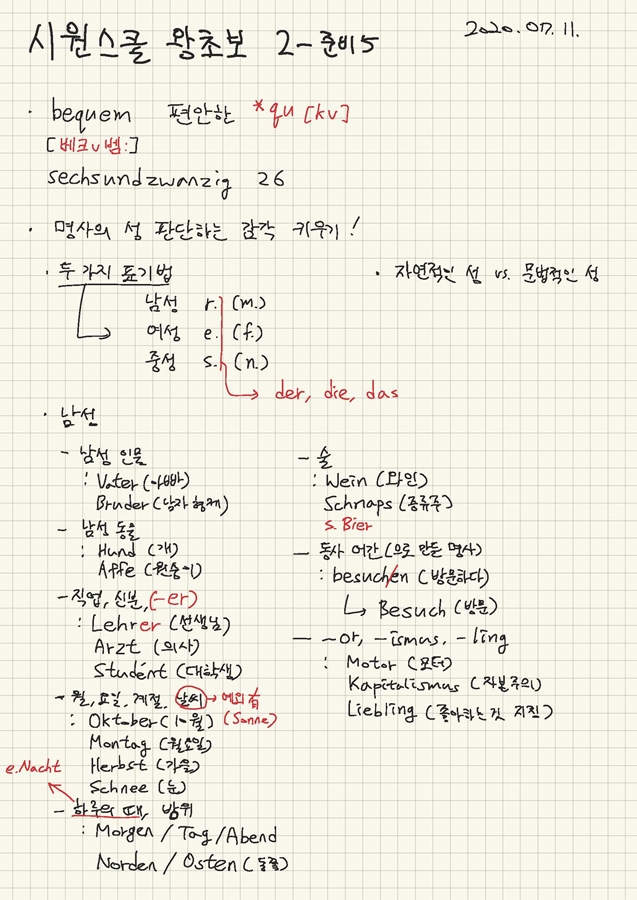 시원스쿨 왕초보 2-준비5
2020.07.11.
· bequem 편안한 *qu [kv]
[베크v벰:]
sechsundzwanzig 26
· 명사의 성 판단하는 감각 키우기!
· 두 가지 표기법
남성 r. (m.)
여성 e. (f.)
중성 s. (n.)
der, die, das
· 자연적인 성 vs. 문법적인 성
· 남성
- 남성 인물
: Vater (아빠)
Bruder (남자 형제)
- 남성 동물
: Hund (개)
Affe (원숭이)
- 직업, 신분, (-er)
: Lehrer (선생님)
Arzt (의사)
Student (대학생)
- 월, 요일, 계절, 날씨 → 예외 有
: Oktober (10월) (Sonne)
Montag (월요일)
Herbst (가을)
Schnee (눈)
e.Nacht
- 하루의 때, 방위
: Morgen / Tag / Abend
Norden / Osten (동쪽)
- 술
: Wein (와인)
Schnaps (증류주)
s. Bier
- 동사 어간 (으로 만든 명사)
: besuchen (방문하다)
Besuch (방문)
- -or, -ismus, -ling
: Motor (모터)
Kapitalismus (자본주의)
Liebling (좋아하는 것 지칭)